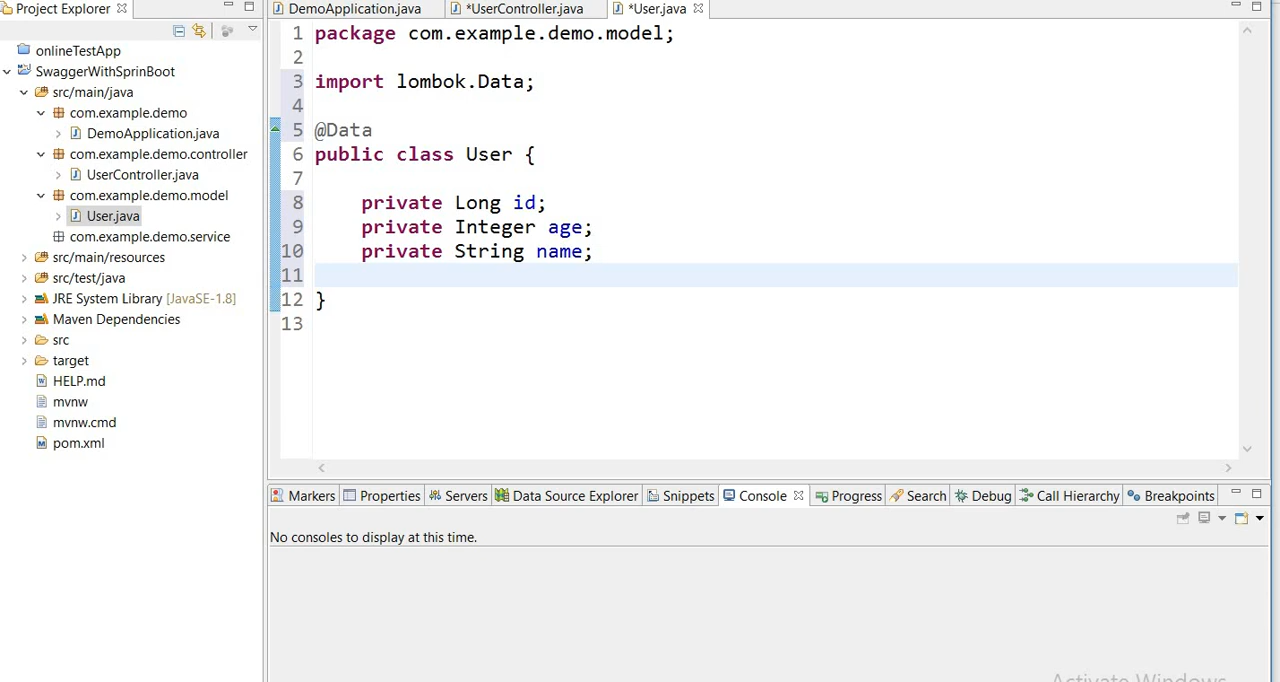 Project Explorer
onlineTestApp
SwaggerWithSprinBoot
src/main/java
com.example.demo
DemoApplication.java
com.example.demo.controller
UserController.java
com.example.demo.model
User.java
com.example.demo.service
src/main/resources
src/test/java
JRE System Library [JavaSE-1.8]
Maven Dependencies
src
target
HELP.md
mvnw
mvnw.cmd
pom.xml
DemoApplication.java *UserController.java *User.java
1 package com.example.demo.model;
2
3 import lombok.Data;
4
5 @Data
6 public class User {
7
8 private Long id;
9 private Integer age;
10 private String name;
11
12 }
13
Markers Properties Servers Data Source Explorer Snippets Console Progress Search Debug Call Hierarchy Breakpoints
No consoles to display at this time.
Activate Windows